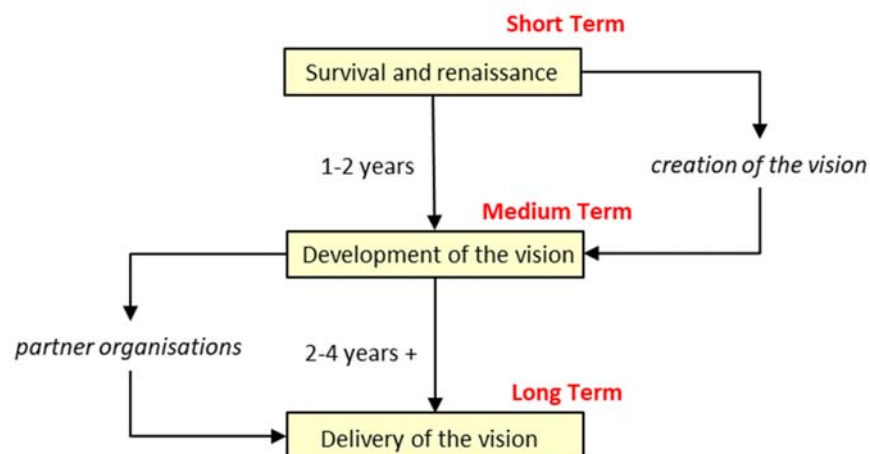 Short Term
Survival and renaissance
1-2 years
creation of the vision
Medium Term
Development of the vision
partner organisations
2-4 years +
Long Term
Delivery of the vision